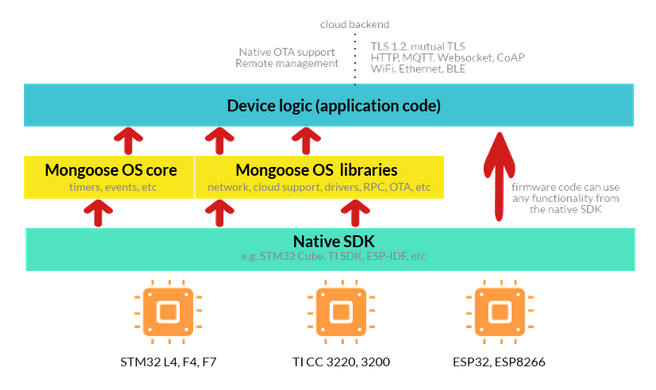 cloud backend
Native OTA support
Remote management
TLS 1.2. mutual TLS
HTTP, MQTT, Websocket, CoAP
WiFi, Ethernet, BLE
Device logic (application code)
Mongoose OS core
timers, events, etc
Mongoose OS libraries
network, cloud support, drivers, RPC, OTA, etc
firmware code can use
any functionality from
the native SDK
Native SDK
e.g. STM32 Cube, TI SDK, ESP-IDF, etc
STM32 L4, F4, F7
TI CC 3220, 3200
ESP32, ESP8266